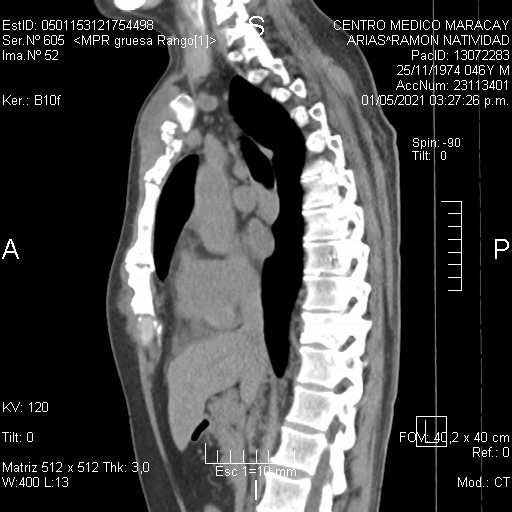 EstID: 0501153121754498
Ser.Nº 605 <MPR gruesa Rango[1]>
Ima.Nº 52
Ker.: B10f
S
CENTRO MEDICO MARACAY
ARIAS^RAMON NATIVIDAD
PacID: 13072283
25/11/1974 046Y M
AccNum: 23113401
01/05/2021 03:27:26 p.m.
Spin: -90
Tilt: 0
A
P
KV: 120
Tilt: 0
Matriz 512 x 512 Thk: 3,0
W:400 L:13
Esc 1=10 mm
I
FOM: 40,2 x 40 cm
Ref.: 0
Mod.: CT